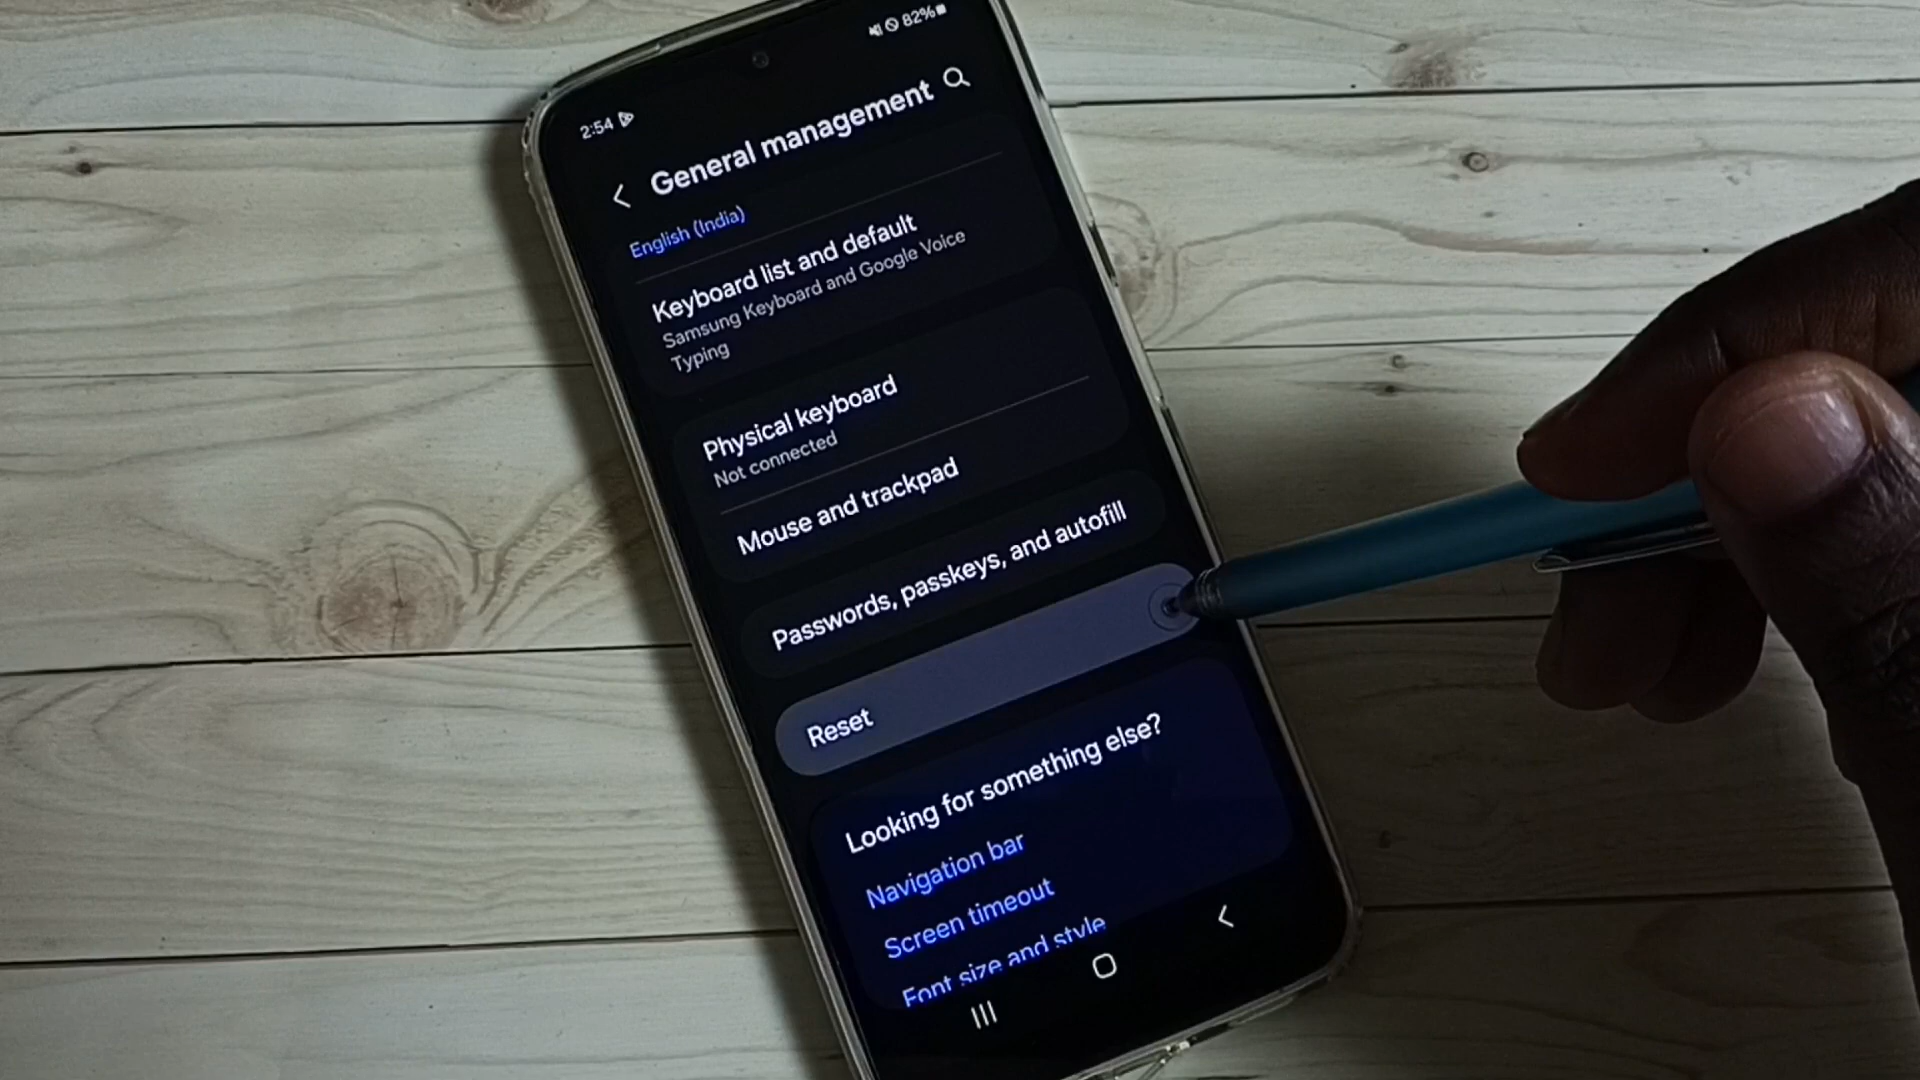 82%
2:54
General management
English (India)
Keyboard list and default
Samsung Keyboard and Google Voice
Typing
Physical keyboard
Not connected
Mouse and trackpad
Passwords, passkeys, and autofill
Reset
Looking for something else?
Navigation bar
Screen timeout
Font size and style